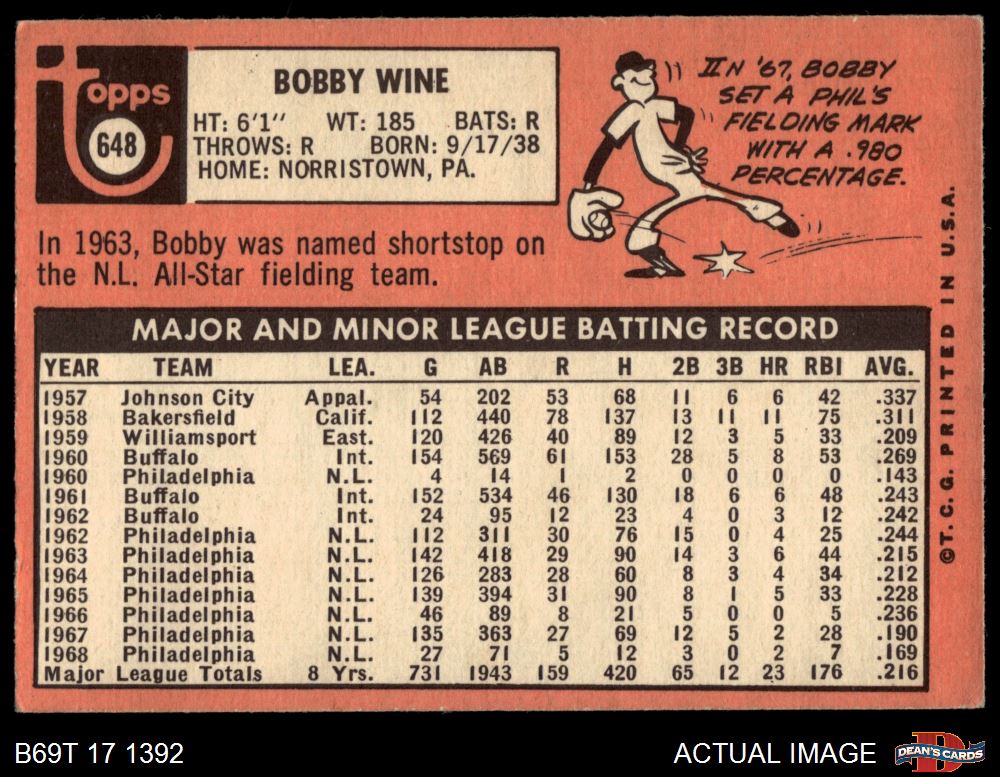 Topps
648
BOBBY WINE
HT: 6'1" WT: 185 BATS: R
THROWS: R BORN: 9/17/38
HOME: NORRISTOWN, PA.
IN '67, BOBBY
SET A PHIL'S
FIELDING MARK
WITH A .980
PERCENTAGE.
In 1963, Bobby was named shortstop on
the N.L. All-Star fielding team.
MAJOR AND MINOR LEAGUE BATTING RECORD
YEAR TEAM LEA. G AB R H 2B 3B HR RBI AVG.
1957 Johnson City Appal. 54 202 53 68 11 6 6 42 .337
1958 Bakersfield Calif. 112 440 78 137 13 11 11 75 .311
1959 Williamsport East. 120 426 40 89 12 3 5 33 .209
1960 Buffalo Int. 154 569 61 153 28 5 8 53 .269
1960 Philadelphia N.L. 4 14 1 2 0 0 0 0 .143
1961 Buffalo Int. 152 534 46 130 18 6 6 48 .243
1962 Buffalo Int. 24 95 12 23 4 0 3 12 .242
1962 Philadelphia N.L. 112 311 30 76 15 0 4 25 .244
1963 Philadelphia N.L. 142 418 29 90 14 3 6 44 .215
1964 Philadelphia N.L. 126 283 28 60 8 3 4 34 .212
1965 Philadelphia N.L. 139 394 31 90 8 1 5 33 .228
1966 Philadelphia N.L. 46 89 8 21 5 0 0 5 .236
1967 Philadelphia N.L. 135 363 27 69 12 5 2 28 .190
1968 Philadelphia N.L. 27 71 5 12 3 0 2 7 .169
Major League Totals 8 Yrs. 731 1943 159 420 65 12 23 176 .216
©T.C.G. PRINTED IN U.S.A.
B69T 17 1392
ACTUAL IMAGE
DEAN'S CARDS